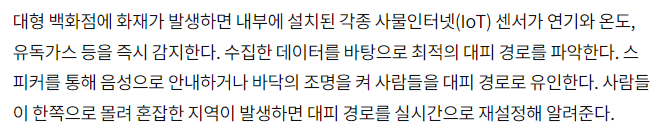 대형 백화점에 화재가 발생하면 내부에 설치된 각종 사물인터넷(IoT) 센서가 연기와 온도,
유독가스 등을 즉시 감지한다. 수집한 데이터를 바탕으로 최적의 대피 경로를 파악한다. 스
피커를 통해 음성으로 안내하거나 바닥의 조명을 켜 사람들을 대피 경로로 유인한다. 사람들
이 한쪽으로 몰려 혼잡한 지역이 발생하면 대피 경로를 실시간으로 재설정해 알려준다.